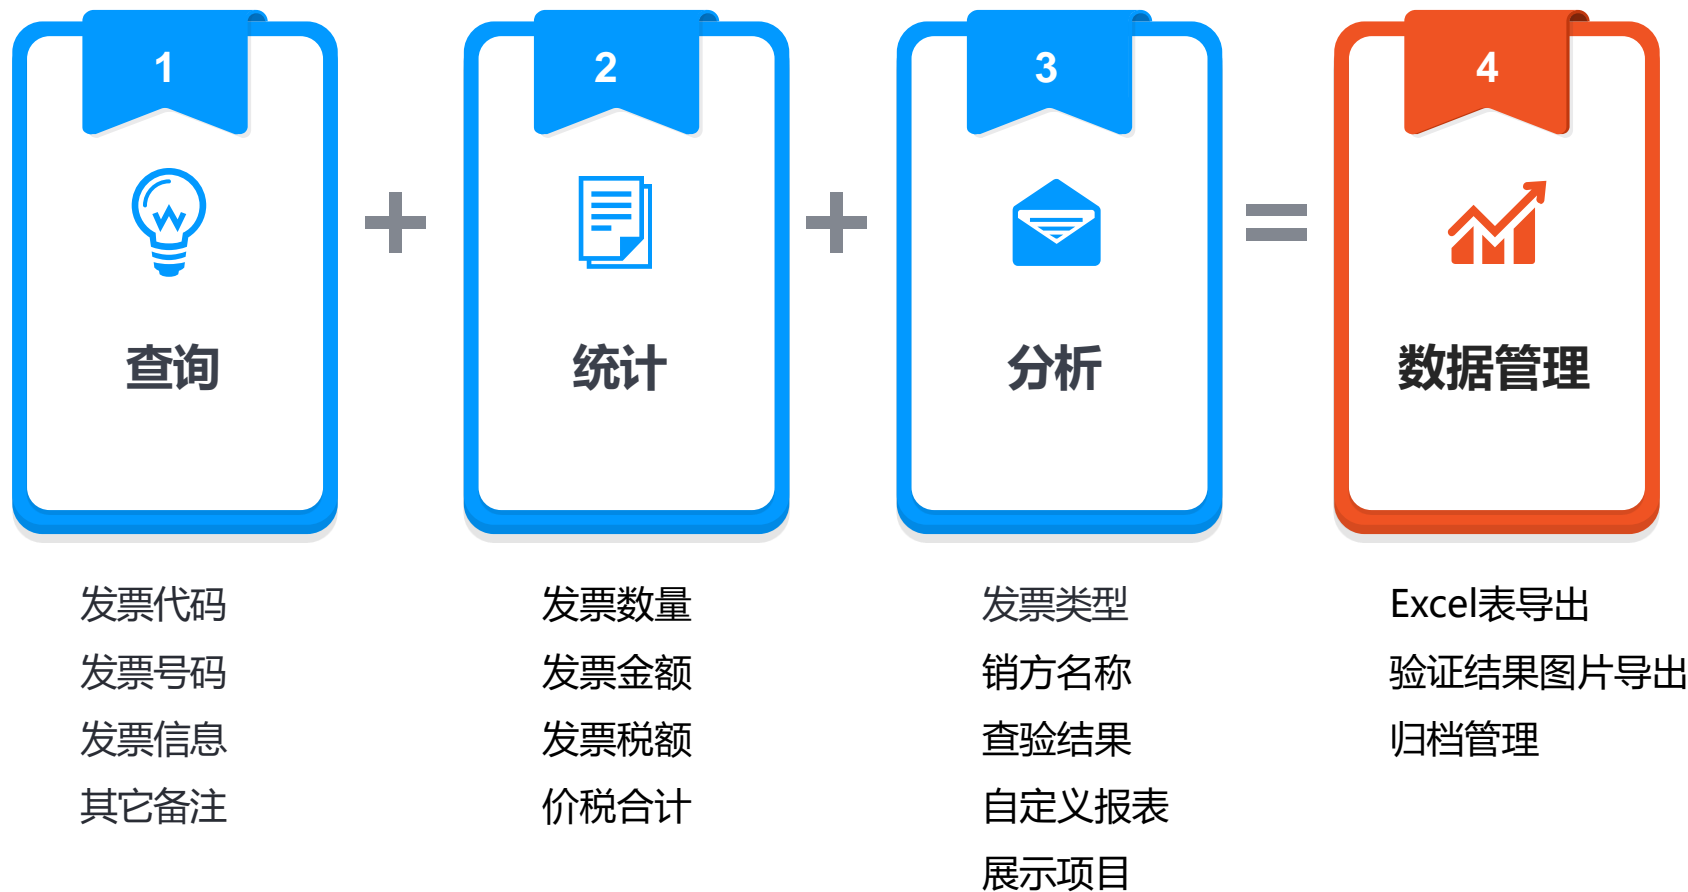 1
2
3
4
查询
统计
分析
数据管理
发票代码
发票号码
发票信息
其它备注
发票数量
发票金额
发票税额
价税合计
发票类型
销方名称
查验结果
自定义报表
展示项目
Excel表导出
验证结果图片导出
归档管理